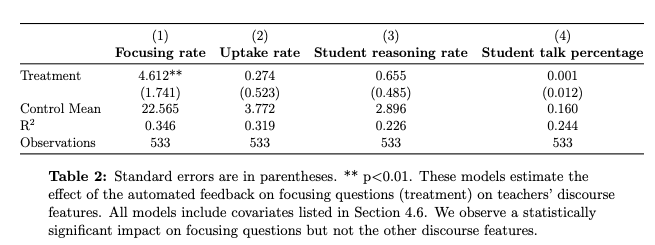 (1) (2) (3) (4)
Focusing rate Uptake rate Student reasoning rate Student talk percentage
Treatment 4.612** 0.274 0.655 0.001
(1.741) (0.523) (0.485) (0.012)
Control Mean 22.565 3.772 2.896 0.160
R² 0.346 0.319 0.226 0.244
Observations 533 533 533 533
Table 2: Standard errors are in parentheses. ** p<0.01. These models estimate the
effect of the automated feedback on focusing questions (treatment) on teachers' discourse
features. All models include covariates listed in Section 4.6. We observe a statistically
significant impact on focusing questions but not the other discourse features.